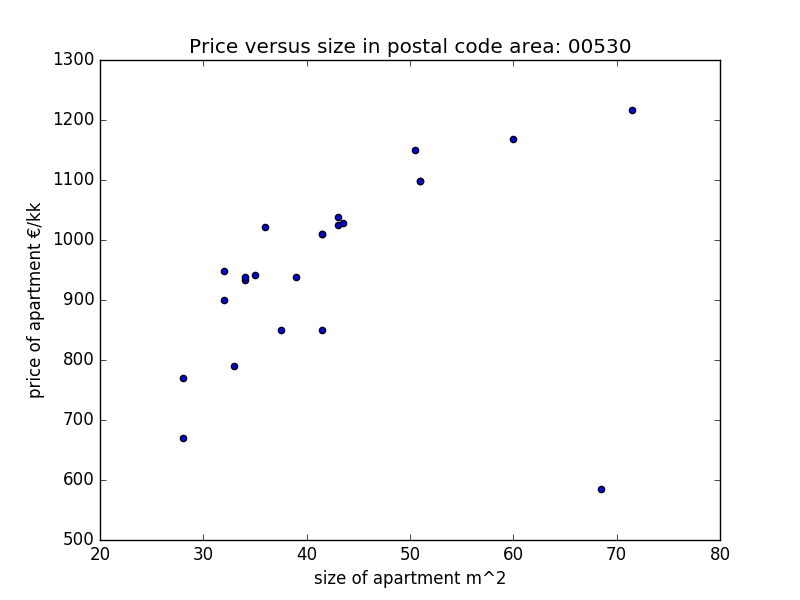 Price versus size in postal code area: 00530
1300
1200
1100
1000
900
800
700
600
500
price of apartment €/kk
20 30 40 50 60 70 80
size of apartment m^2